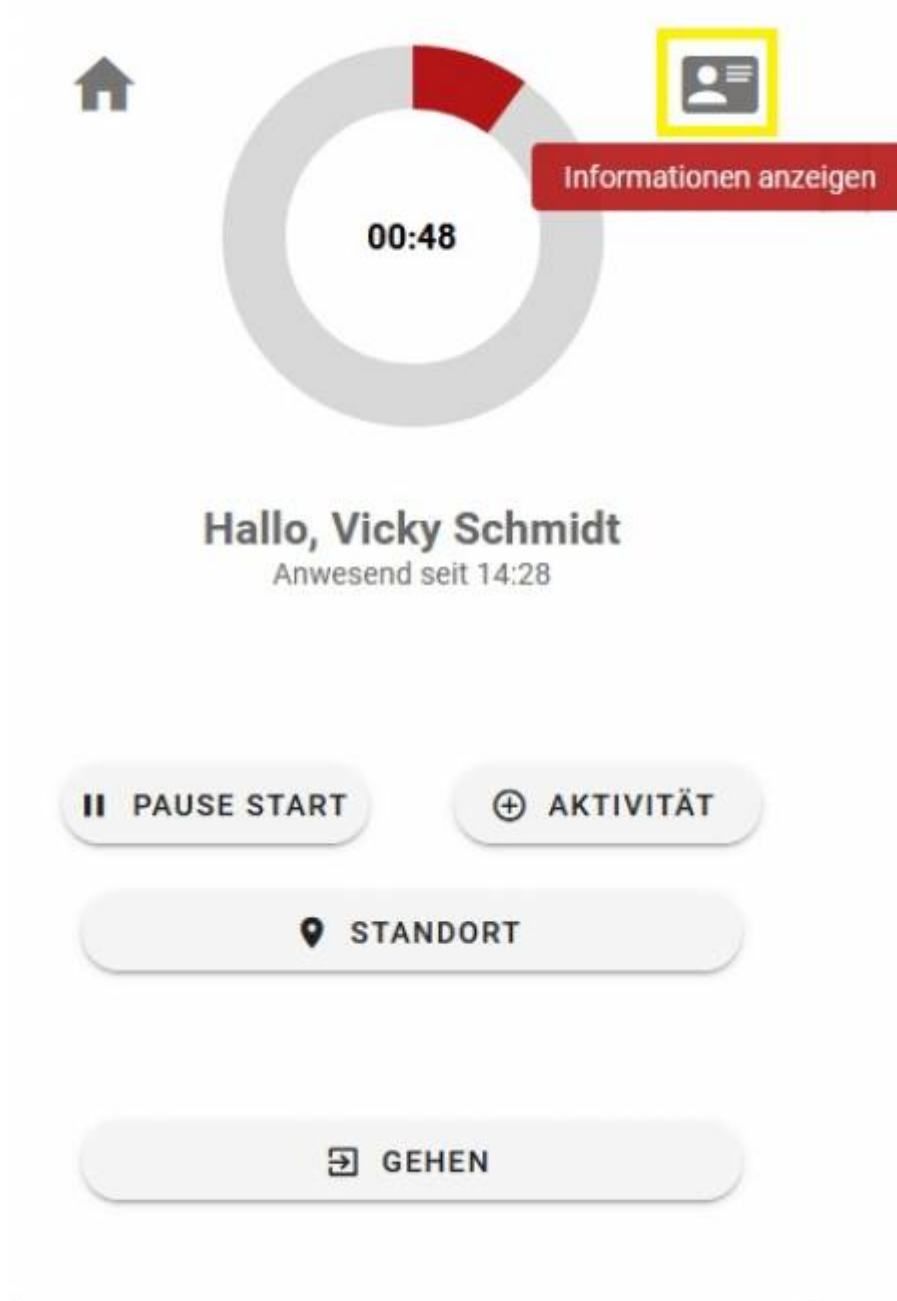 Informationen anzeigen
00:48
Hallo, Vicky Schmidt
Anwesend seit 14:28
PAUSE START
AKTIVITÄT
STANDORT
GEHEN